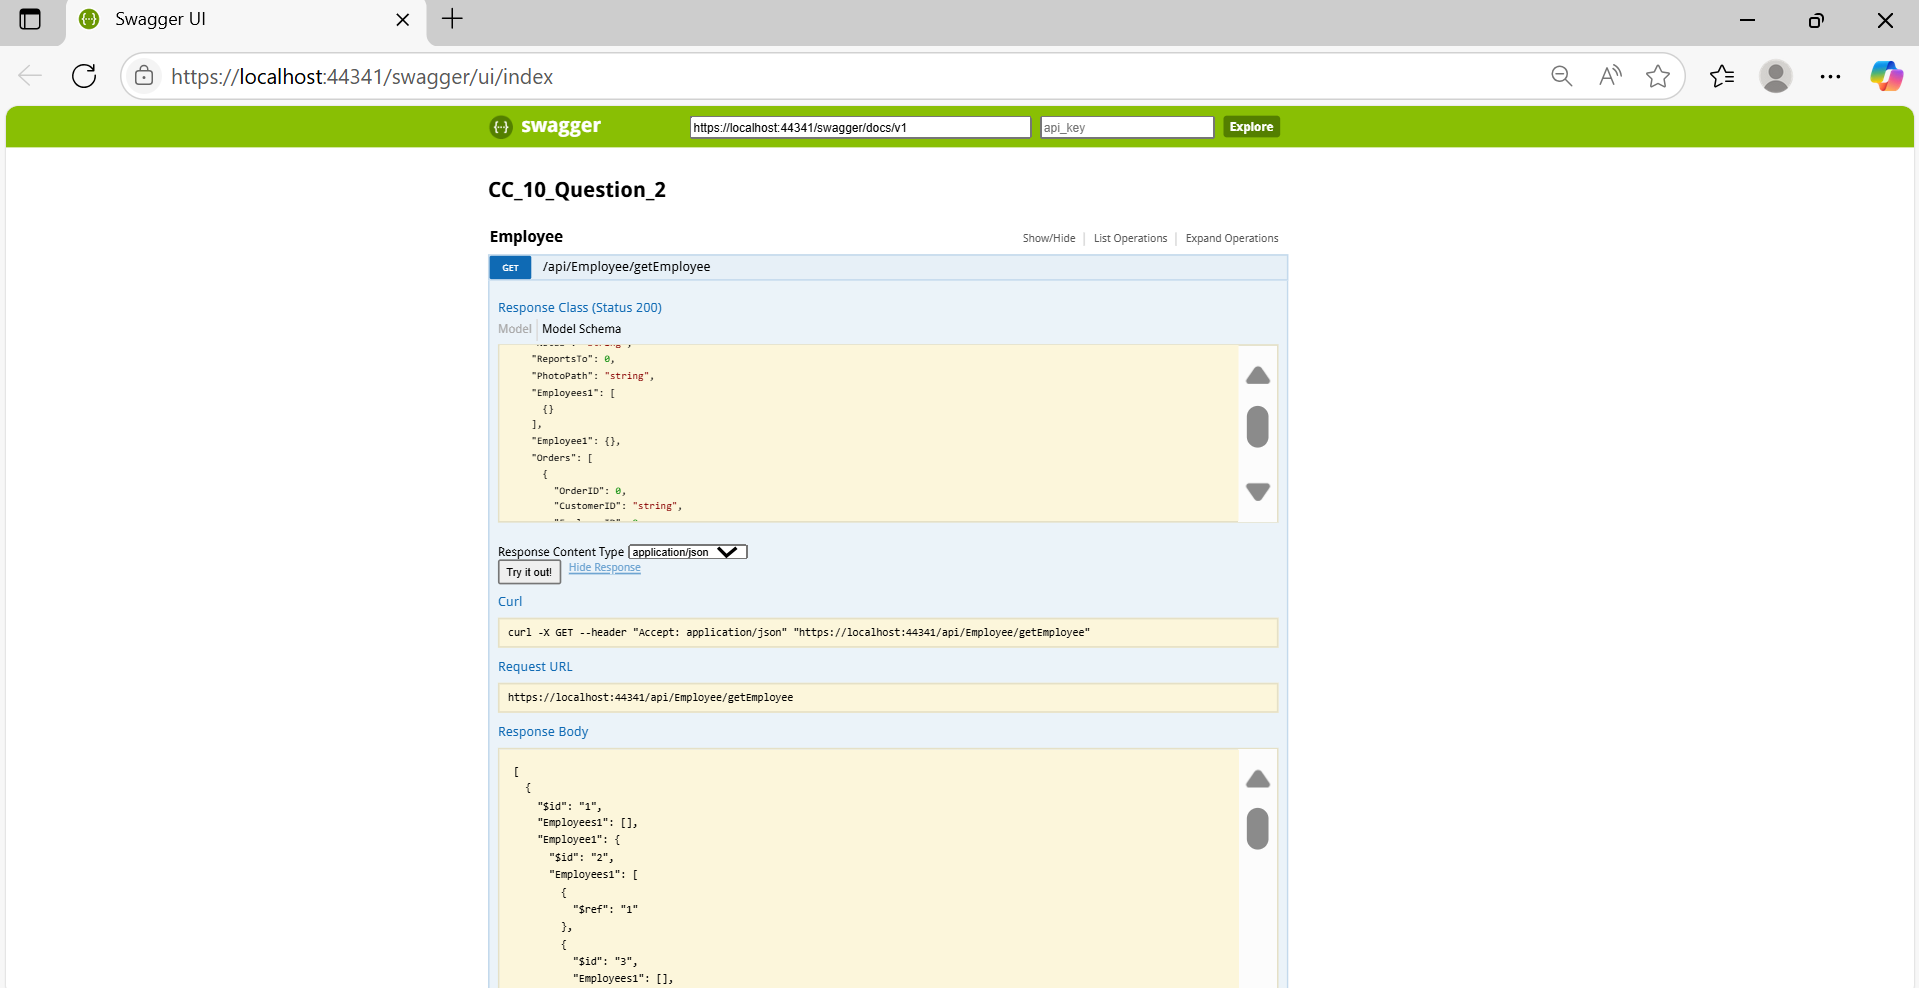 Swagger UI
https://localhost:44341/swagger/ui/index
swagger
https://localhost:44341/swagger/docs/v1
api_key
Explore
CC_10_Question_2
Employee
Show/Hide
List Operations
Expand Operations
GET
/api/Employee/getEmployee
Response Class (Status 200)
Model
Model Schema
"ReportsTo": 0,
"PhotoPath": "string",
"Employees1": [
{}
],
"Employee1": {},
"Orders": [
{
"OrderID": 0,
"CustomerID": "string",
Response Content Type application/json
Try it out!
Hide Response
Curl
curl -X GET --header "Accept: application/json" "https://localhost:44341/api/Employee/getEmployee"
Request URL
https://localhost:44341/api/Employee/getEmployee
Response Body
[
{
"$id": "1",
"Employees1": [],
"Employee1": {
"$id": "2",
"Employees1": [
{
"$ref": "1"
},
{
"$id": "3",
"Employees1": [],